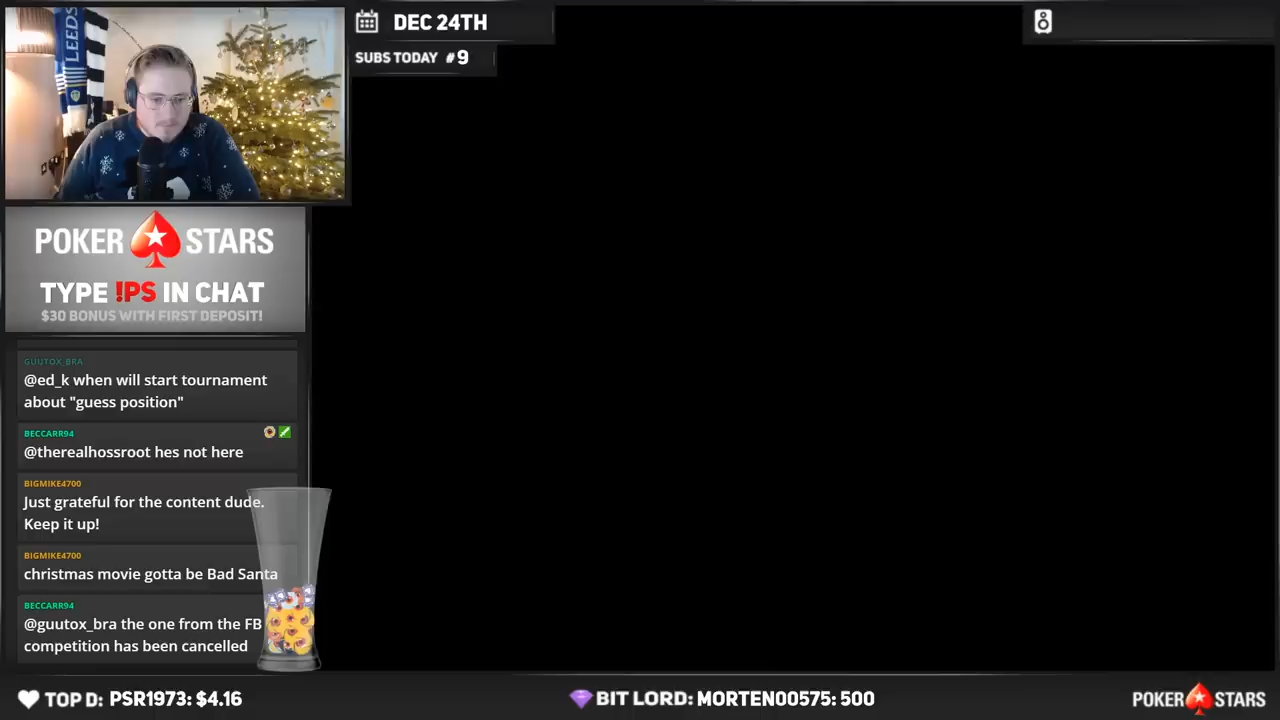 LEEDS
DEC 24TH
SUBS TODAY #9
POKER STARS
TYPE !PS IN CHAT
$30 BONUS WITH FIRST DEPOSIT!
GUUTOX_BRA
@ed_k when will start tournament
about "guess position"
BECCARR94
@therealhossroot hes not here
BIGMIKE4700
Just grateful for the content dude.
Keep it up!
BIGMIKE4700
christmas movie gotta be Bad Santa
BECCARR94
@guutox_bra the one from the FB
competition has been cancelled
TOP D: PSR1973: $4.16
BIT LORD: MORTEN00575: 500
POKER STARS